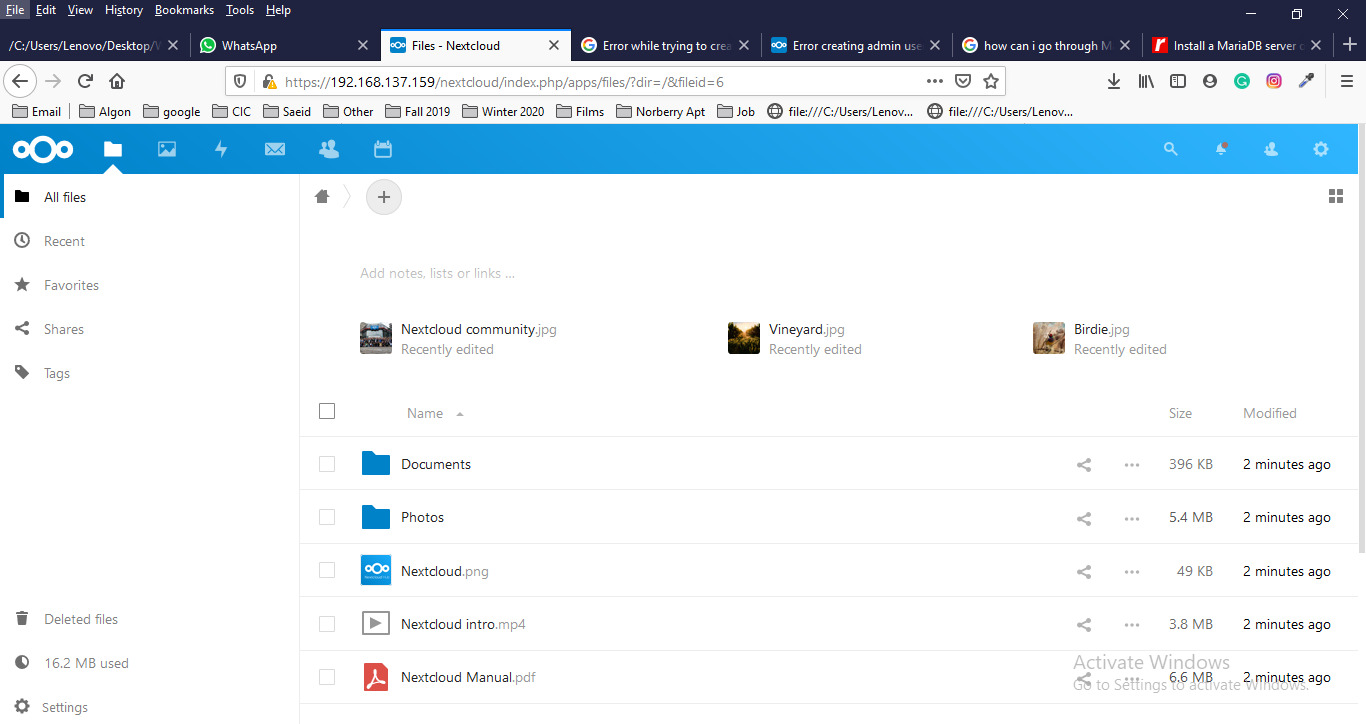 File Edit View History Bookmarks Tools Help
/C:/Users/Lenovo/Desktop/ WhatsApp Files - Nextcloud Error while trying to crea Error creating admin use how can i go through M Install a MariaDB server
https://192.168.137.159/nextcloud/index.php/apps/files/?dir=/&fileid=6
Email Algon google CIC Saeid Other Fall 2019 Winter 2020 Films Norberry Apt Job file:///C:/Users/Lenov... file:///C:/Users/Lenov...
All files
Recent
Favorites
Shares
Tags
Deleted files
16.2 MB used
Settings
Add notes, lists or links ...
Nextcloud community.jpg
Recently edited
Vineyard.jpg
Recently edited
Birdie.jpg
Recently edited
Name Size Modified
Documents 396 KB 2 minutes ago
Photos 5.4 MB 2 minutes ago
Nextcloud.png 49 KB 2 minutes ago
Nextcloud intro.mp4 3.8 MB 2 minutes ago
Nextcloud Manual.pdf 6.6 MB 2 minutes ago
Activate Windows
Go to Settings to activate Windows.